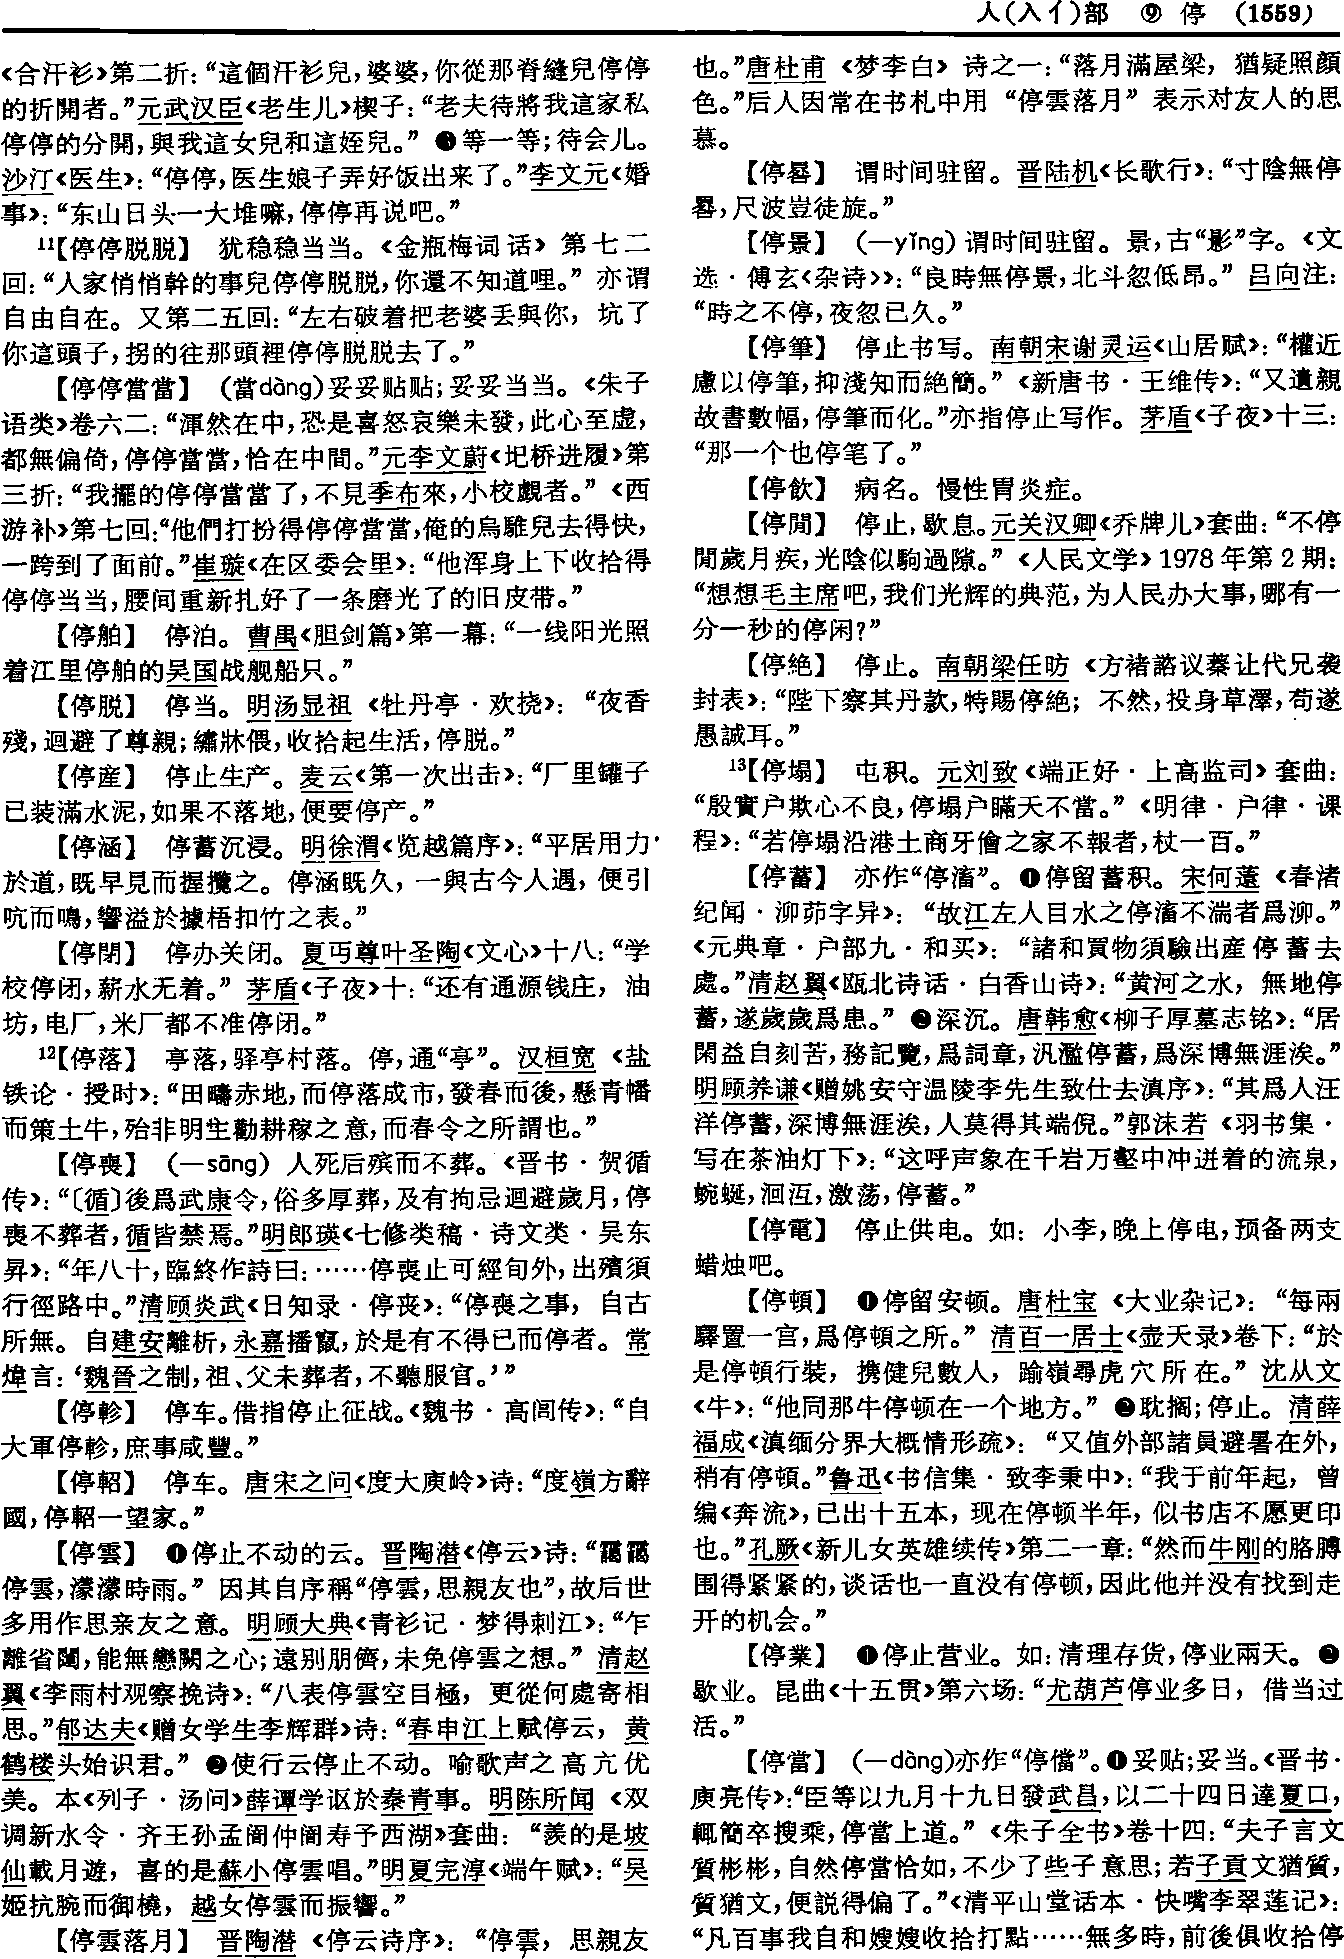 人(入亻)部 ⑨ 停 (1559)
《合汗衫》第二折：“這個汗衫兒，婆婆，你從那脊縫兒停停
的折開者。”元武汉臣《老生儿》楔子：“老夫待將我這家私
停停的分開，與我這女兒和這姪兒。” ❸等一等；待会儿。
沙汀《医生》：“停停，医生娘子弄好饭出来了。”李文元《婚
事》：“东山日头一大堆嘛，停停再说吧。”
11【停停脱脱】 犹稳稳当当。《金瓶梅词话》第七二
回：“人家悄悄幹的事兒停停脱脱，你還不知道哩。” 亦谓
自由自在。又第二五回：“左右破着把老婆丢與你，坑了
你這頭子，拐的往那頭裡停停脱脱去了。”
【停停當當】 （當dàng）妥妥贴贴；妥妥当当。《朱子
语类》卷六二：“渾然在中，恐是喜怒哀樂未發，此心至虚，
都無偏倚，停停當當，恰在中間。”元李文蔚《圯桥进履》第
三折：“我擺的停停當當了，不見季布來，小校覷者。” 《西
游补》第七回：“他們打扮得停停當當，俺的烏騅兒去得快，
一跨到了面前。”崔璇《在区委会里》：“他浑身上下收拾得
停停当当，腰间重新扎好了一条磨光了的旧皮带。”
【停舶】 停泊。曹禺《胆剑篇》第一幕：“一线阳光照
着江里停舶的吴国战舰船只。”
【停脱】 停当。明汤显祖《牡丹亭·欢挠》：“夜香
殘，迴避了尊親；繡牀偎，收拾起生活，停脱。”
【停産】 停止生产。麦云《第一次出击》：“厂里罐子
已装滿水泥，如果不落地，便要停产。”
【停涵】 停蓄沉浸。明徐渭《览越篇序》：“平居用力
於道，既早見而握攬之。停涵既久，一與古今人遇，便引
吭而鳴，響溢於據梧扣竹之表。”
【停閉】 停办关闭。夏丏尊叶圣陶《文心》十八：“学
校停闭，薪水无着。” 茅盾《子夜》十：“还有通源钱庄，油
坊，电厂，米厂都不准停闭。”
12【停落】 亭落，驿亭村落。停，通“亭”。汉桓宽《盐
铁论·授时》：“田疇赤地，而停落成市，發春而後，懸青幡
而策土牛，殆非明主勸耕稼之意，而春令之所謂也。”
【停喪】 （—sāng） 人死后殡而不葬。《晋书·贺循
传》：“〔循〕後爲武康令，俗多厚葬，及有拘忌迴避歲月，停
喪不葬者，循皆禁焉。”明郎瑛《七修类稿·诗文类·吴东
昇》：“年八十，臨終作詩曰：……停喪止可經旬外，出殯須
行徑路中。”清顾炎武《日知录·停丧》：“停喪之事，自古
所無。自建安離析，永嘉播竄，於是有不得已而停者。常
煒言：‘魏晉之制，祖、父未葬者，不聽服官。’”
【停軫】 停车。借指停止征战。《魏书·高闾传》：“自
大軍停軫，庶事咸豐。”
【停軺】 停车。唐宋之问《度大庾岭》诗：“度嶺方辭
國，停軺一望家。”
【停雲】 ❶停止不动的云。晋陶潜《停云》诗：“靄靄
停雲，濛濛時雨。” 因其自序稱“停雲，思親友也”，故后世
多用作思亲友之意。明顾大典《青衫记·梦得刺江》：“乍
離省闥，能無戀闕之心；遠别朋儕，未免停雲之想。” 清赵
翼《李雨村观察挽诗》：“八表停雲空目極，更從何處寄相
思。”郁达夫《赠女学生李辉群》诗：“春申江上赋停云，黄
鹤楼头始识君。” ❷使行云停止不动。喻歌声之高亢优
美。本《列子·汤问》薛谭学讴於秦青事。明陈所闻《双
调新水令·齐王孙孟阁仲阁寿予西湖》套曲：“羡的是坡
仙載月遊，喜的是蘇小停雲唱。”明夏完淳《端午赋》：“吴
姬抗腕而御橈，越女停雲而振響。”
【停雲落月】 晋陶潜《停云诗序》：“停雲，思親友
也。”唐杜甫《梦李白》诗之一：“落月滿屋梁，猶疑照顔
色。”后人因常在书札中用“停雲落月”表示对友人的思
慕。
【停晷】 谓时间驻留。晋陆机《长歌行》：“寸陰無停
晷，尺波豈徒旋。”
【停景】 （—yǐng）谓时间驻留。景，古“影”字。《文
选·傅玄〈杂诗〉》：“良時無停景，北斗忽低昂。” 吕向注：
“時之不停，夜忽已久。”
【停筆】 停止书写。南朝宋谢灵运《山居赋》：“權近
慮以停筆，抑淺知而絶簡。”《新唐书·王维传》：“又遺親
故書數幅，停筆而化。”亦指停止写作。茅盾《子夜》十三：
“那一个也停笔了。”
【停飲】 病名。慢性胃炎症。
【停閒】 停止，歇息。元关汉卿《乔牌儿》套曲：“不停
閒歲月疾，光陰似駒過隙。”《人民文学》1978年第2期：
“想想毛主席吧，我们光辉的典范，为人民办大事，哪有一
分一秒的停闲？”
【停絶】 停止。南朝梁任昉《方褚谘议蓁让代兄袭
封表》：“陛下察其丹款，特賜停絶；不然，投身草澤，苟遂
愚誠耳。”
13【停塌】 屯积。元刘致《端正好·上高监司》套曲：
“殷實户欺心不良，停塌户瞞天不當。”《明律·户律·课
程》：“若停塌沿港土商牙儈之家不報者，杖一百。”
【停蓄】 亦作“停滀”。❶停留蓄积。宋何薳《春渚
纪闻·泖茆字异》：“故江左人目水之停滀不湍者爲泖。”
《元典章·户部九·和买》：“諸和買物須驗出産停蓄去
處。”清赵翼《瓯北诗话·白香山诗》：“黄河之水，無地停
蓄，遂歲歲爲患。” ❷深沉。唐韩愈《柳子厚墓志铭》：“居
閑益自刻苦，務記覽，爲詞章，汎濫停蓄，爲深博無涯涘。”
明顾养谦《赠姚安守温陵李先生致仕去滇序》：“其爲人汪
洋停蓄，深博無涯涘，人莫得其端倪。”郭沫若《羽书集·
写在茶油灯下》：“这呼声象在千岩万壑中冲迸着的流泉，
蜿蜒，洄沍，激荡，停蓄。”
【停電】 停止供电。如：小李，晚上停电，预备两支
蜡烛吧。
【停頓】 ❶停留安顿。唐杜宝《大业杂记》：“每兩
驛置一宫，爲停頓之所。” 清百一居士《壶天录》卷下：“於
是停頓行裝，携健兒數人，踰嶺尋虎穴所在。” 沈从文
《牛》：“他同那牛停顿在一个地方。” ❷耽搁；停止。清薛
福成《滇缅分界大概情形疏》：“又值外部諸員避暑在外，
稍有停頓。”鲁迅《书信集·致李秉中》：“我于前年起，曾
编《奔流》，已出十五本，现在停顿半年，似书店不愿更印
也。”孔厥《新儿女英雄续传》第二一章：“然而牛刚的胳膊
围得紧紧的，谈话也一直没有停顿，因此他并没有找到走
开的机会。”
【停業】 ❶停止营业。如：清理存货，停业两天。❷
歇业。昆曲《十五贯》第六场：“尤葫芦停业多日，借当过
活。”
【停當】 （—dàng）亦作“停儅”。❶妥贴；妥当。《晋书·
庾亮传》：“臣等以九月十九日發武昌，以二十四日達夏口，
輒簡卒搜乘，停當上道。”《朱子全书》卷十四：“夫子言文
質彬彬，自然停當恰如，不少了些子意思；若子貢文猶質，
質猶文，便説得偏了。”《清平山堂话本·快嘴李翠莲记》：
“凡百事我自和嫂嫂收拾打點……無多時，前後俱收拾停